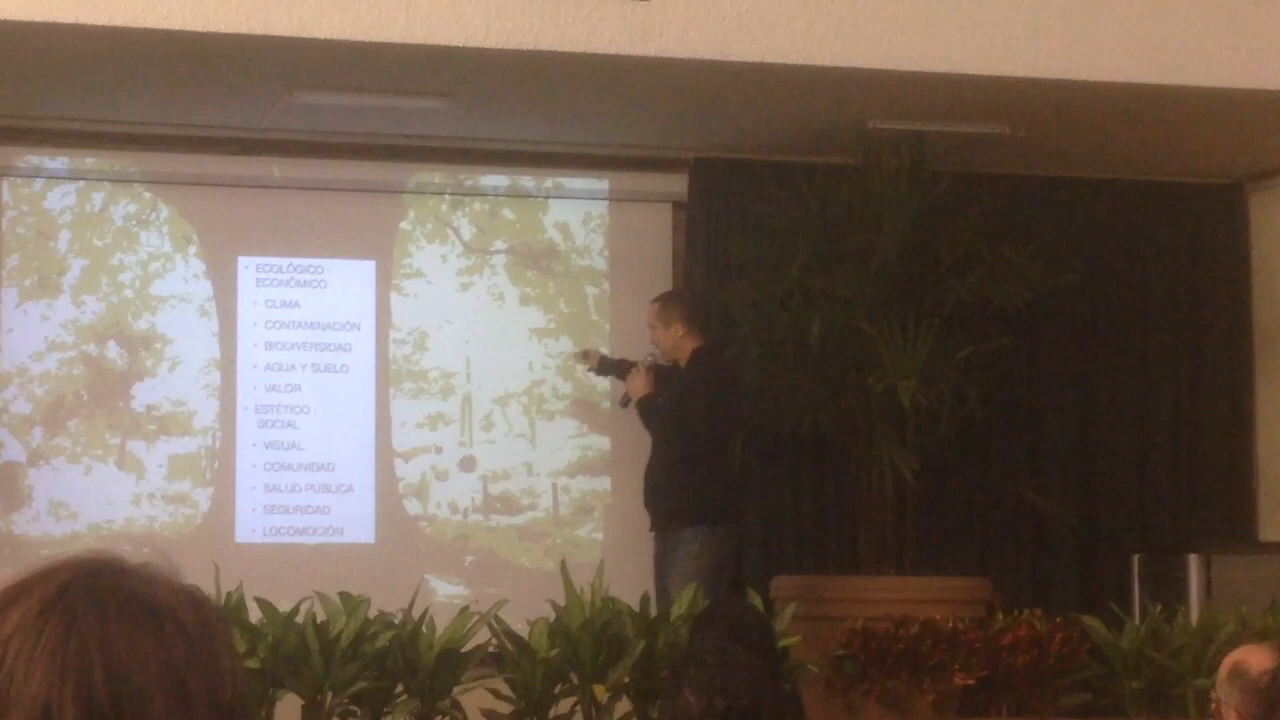 • ECOLÓGICO :
ECONÓMICO
• CLIMA
• CONTAMINACIÓN
• BIODIVERSIDAD
• AGUA Y SUELO
• VALOR
• ESTÉTICO :
SOCIAL
• VISUAL
• COMUNIDAD
• SALUD PÚBLICA
• SEGURIDAD
• LOCOMOCIÓN